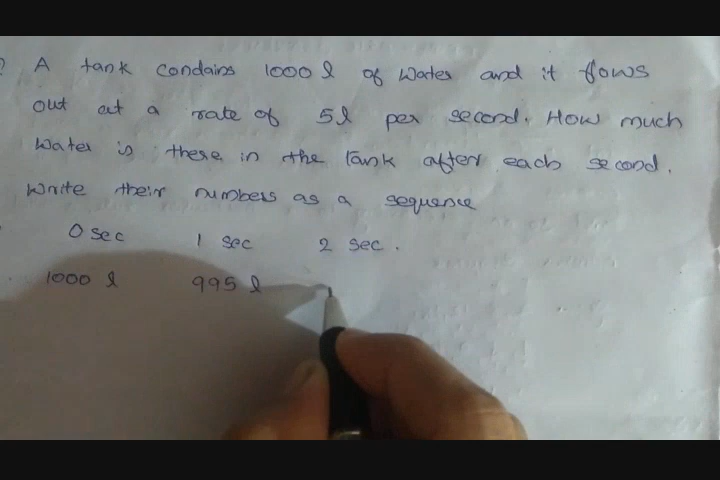 ? A tank contains 1000 l of water and it flows
out at a rate of 5l per second. How much
Water is there in the Tank after each second.
Write their numbers as a sequence
0 sec 1 sec 2 sec.
1000 l 995 l